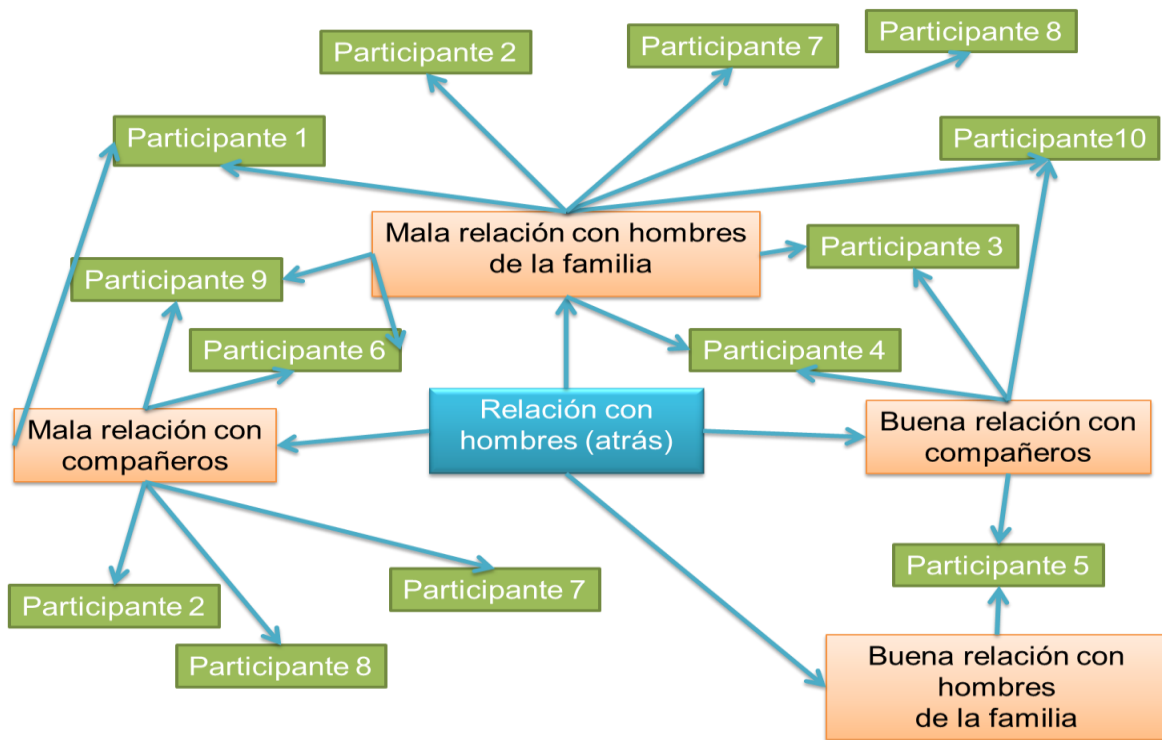 Participante 2
Participante 7
Participante 8
Participante 1
Participante10
Mala relación con hombres
de la familia
Participante 3
Participante 9
Participante 6
Participante 4
Relación con
hombres (atrás)
Mala relación con
compañeros
Buena relación con
compañeros
Participante 5
Participante 7
Participante 2
Participante 8
Buena relación con
hombres
de la familia